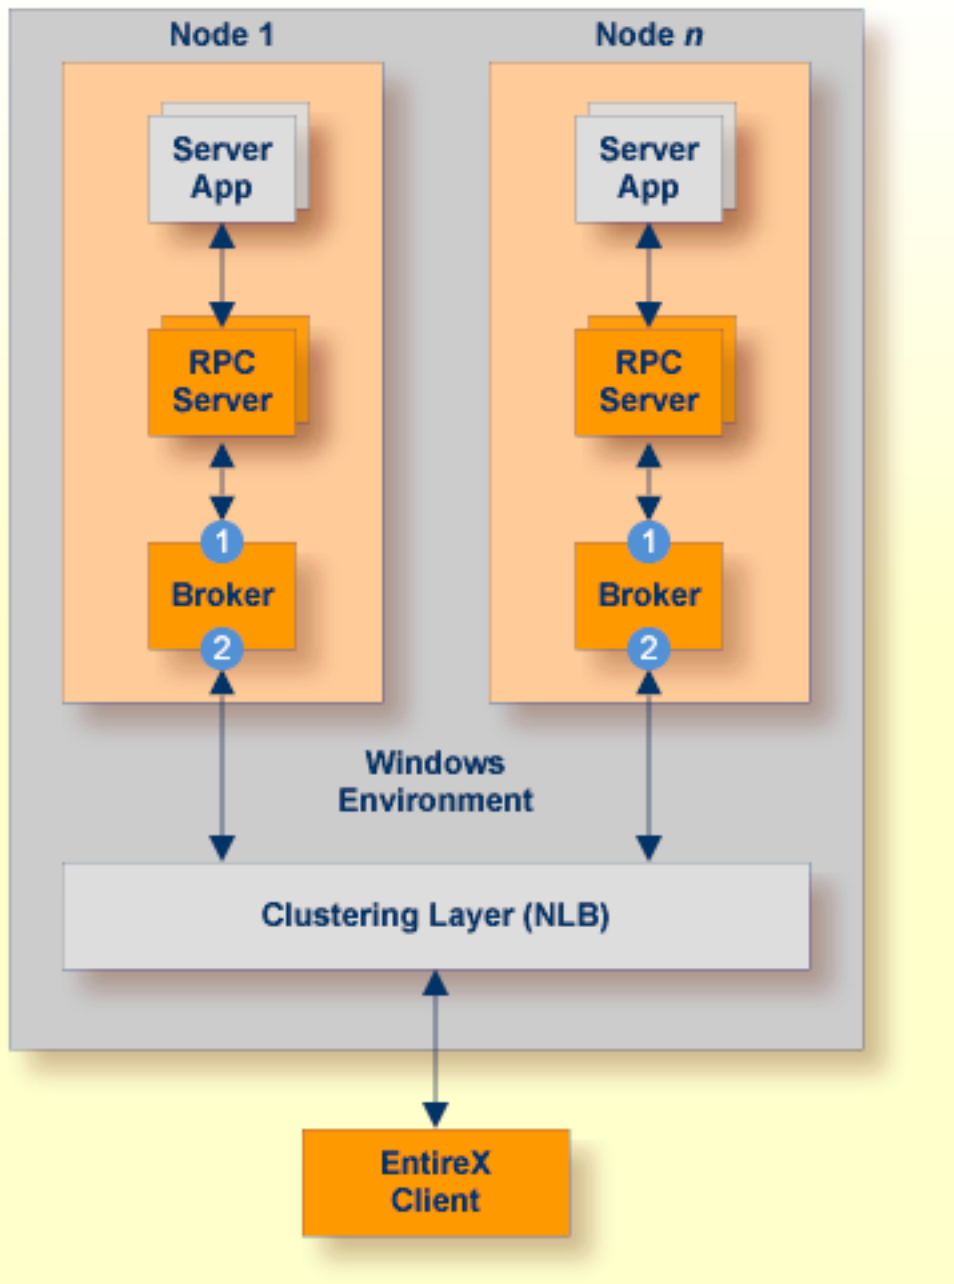 Node 1
Server
App
RPC
Server
1
Broker
2
Node n
Server
App
RPC
Server
1
Broker
2
Windows
Environment
Clustering Layer (NLB)
EntireX
Client